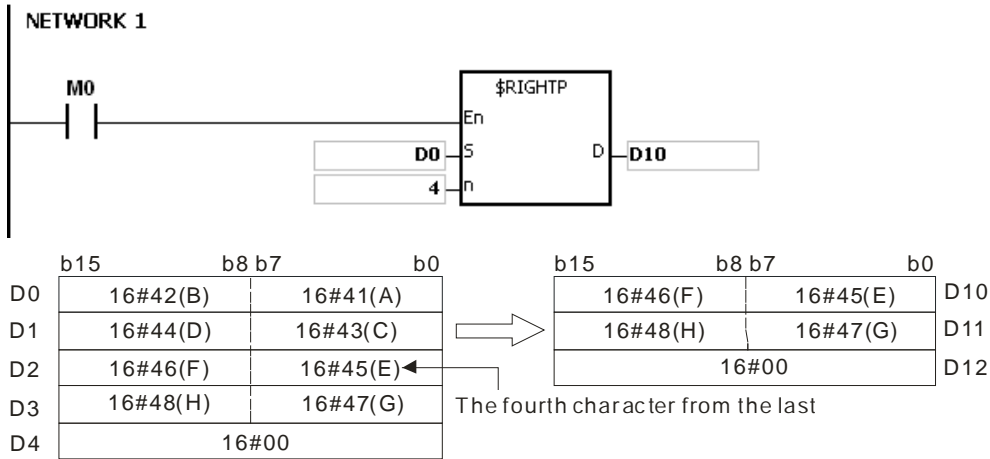 NETWORK 1
M0
$RIGHTP
En
D0 S D D10
4 n
b15 b8 b7 b0 b15 b8 b7 b0
D0 16#42(B) 16#41(A) 16#46(F) 16#45(E) D10
D1 16#44(D) 16#43(C) 16#48(H) 16#47(G) D11
D2 16#46(F) 16#45(E) 16#00 D12
D3 16#48(H) 16#47(G) The fourth character from the last
D4 16#00